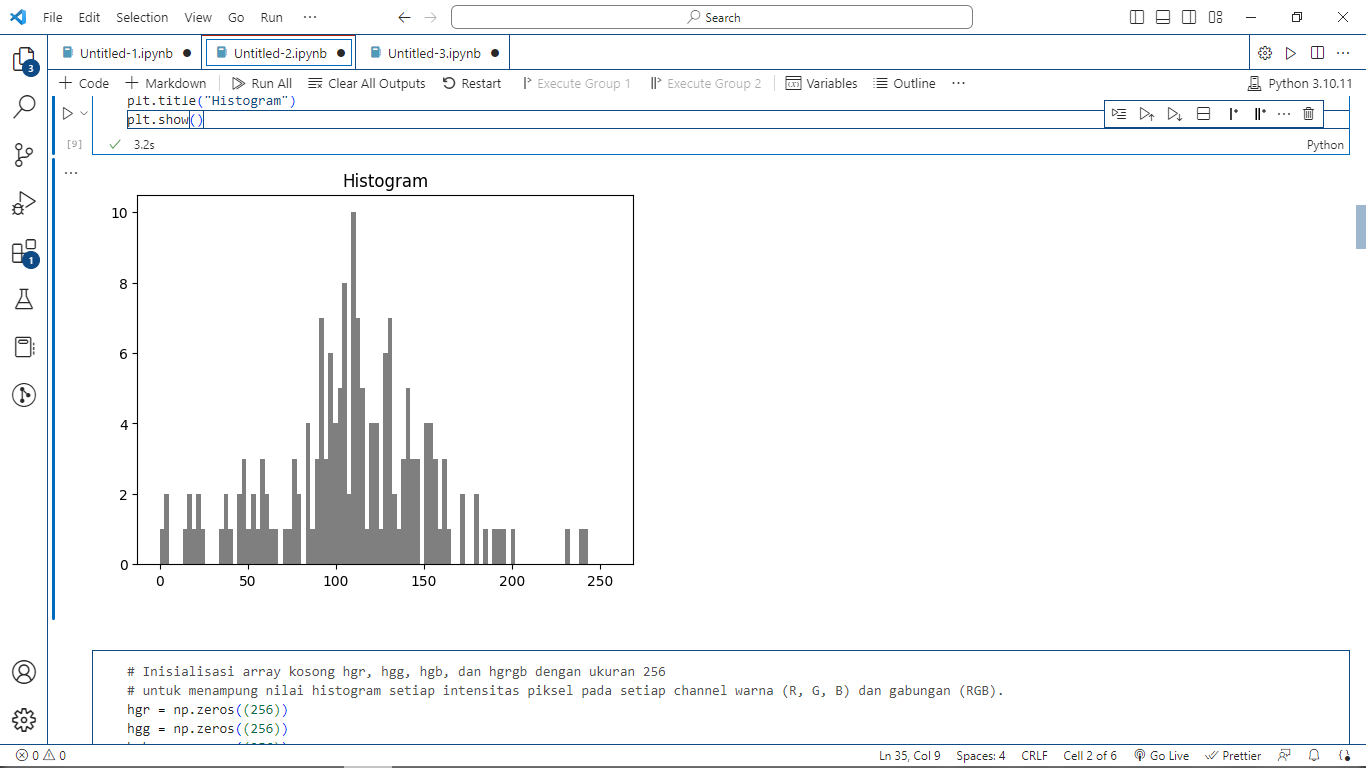 File Edit Selection View Go Run ··· Search
Untitled-1.ipynb Untitled-2.ipynb Untitled-3.ipynb
Code Markdown Run All Clear All Outputs Restart Execute Group 1 Execute Group 2 Variables Outline ··· Python 3.10.11
plt.title("Histogram")
plt.show()
[9] 3.2s Python
Histogram
10
8
6
4
2
0
0 50 100 150 200 250
3
1
# Inisialisasi array kosong hgr, hgg, hgb, dan hgrgb dengan ukuran 256
# untuk menampung nilai histogram setiap intensitas piksel pada setiap channel warna (R, G, B) dan gabungan (RGB).
hgr = np.zeros((256))
hgg = np.zeros((256))
0 0 Ln 35, Col 9 Spaces: 4 CRLF Cell 2 of 6 Go Live Prettier